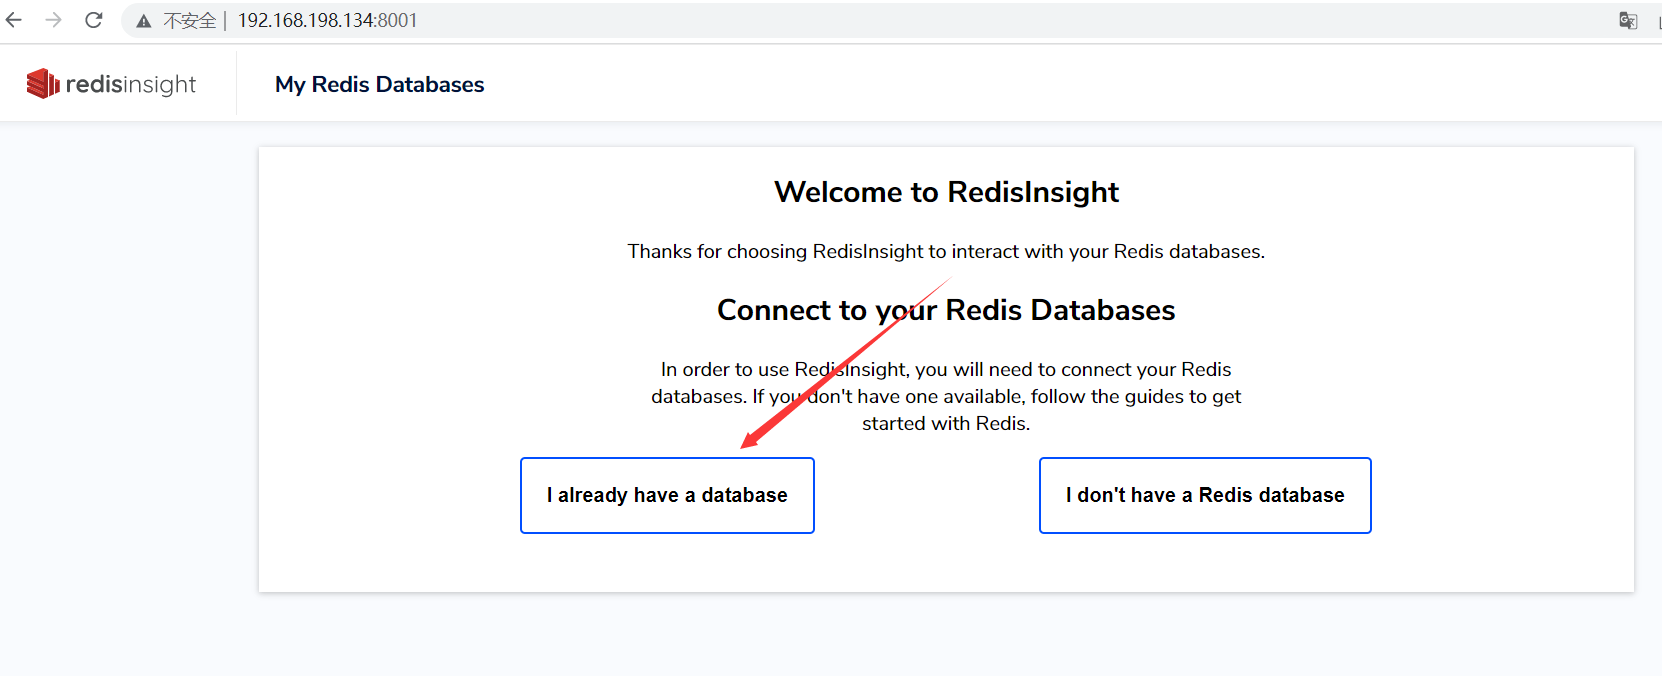 不安全 | 192.168.198.134:8001
redisinsight
My Redis Databases
Welcome to RedisInsight
Thanks for choosing RedisInsight to interact with your Redis databases.
Connect to your Redis Databases
In order to use RedisInsight, you will need to connect your Redis
databases. If you don't have one available, follow the guides to get
started with Redis.
I already have a database
I don't have a Redis database